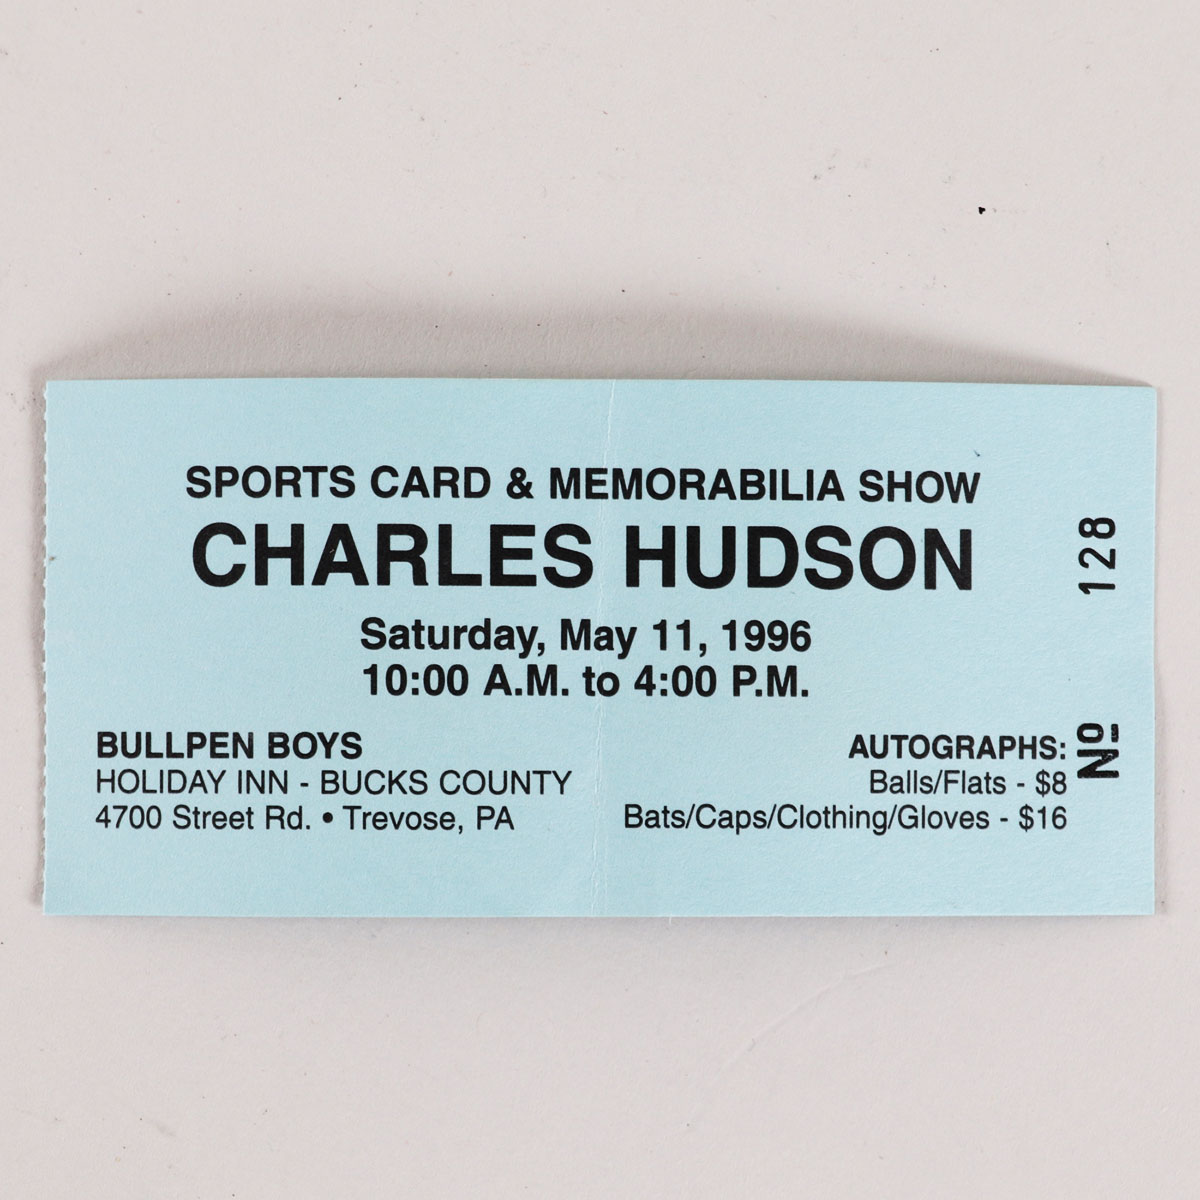 SPORTS CARD & MEMORABILIA SHOW
CHARLES HUDSON
Saturday, May 11, 1996
10:00 A.M. to 4:00 P.M.
BULLPEN BOYS
HOLIDAY INN - BUCKS COUNTY
4700 Street Rd. • Trevose, PA
AUTOGRAPHS:
Balls/Flats - $8
Bats/Caps/Clothing/Gloves - $16
Nº 128